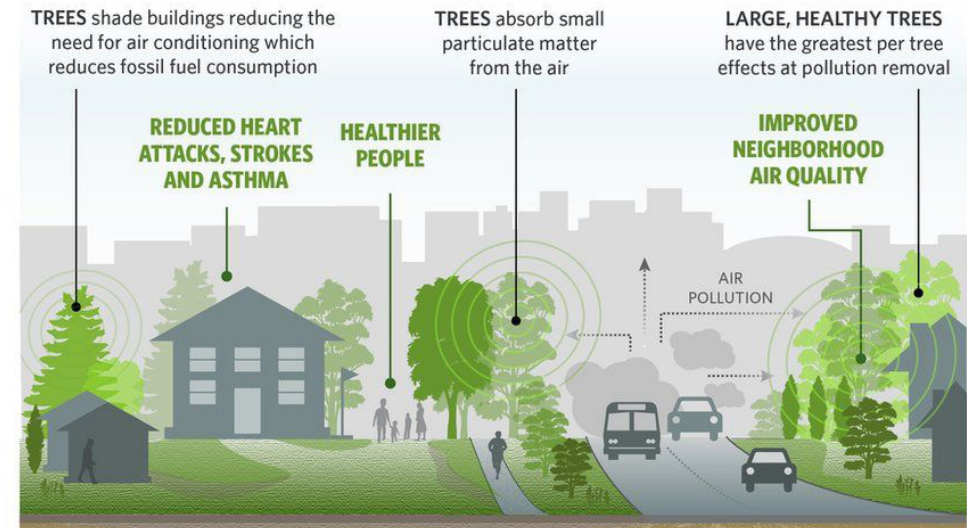 TREES shade buildings reducing the
need for air conditioning which
reduces fossil fuel consumption
TREES absorb small
particulate matter
from the air
LARGE, HEALTHY TREES
have the greatest per tree
effects at pollution removal
REDUCED HEART
ATTACKS, STROKES
AND ASTHMA
HEALTHIER
PEOPLE
IMPROVED
NEIGHBORHOOD
AIR QUALITY
AIR
POLLUTION